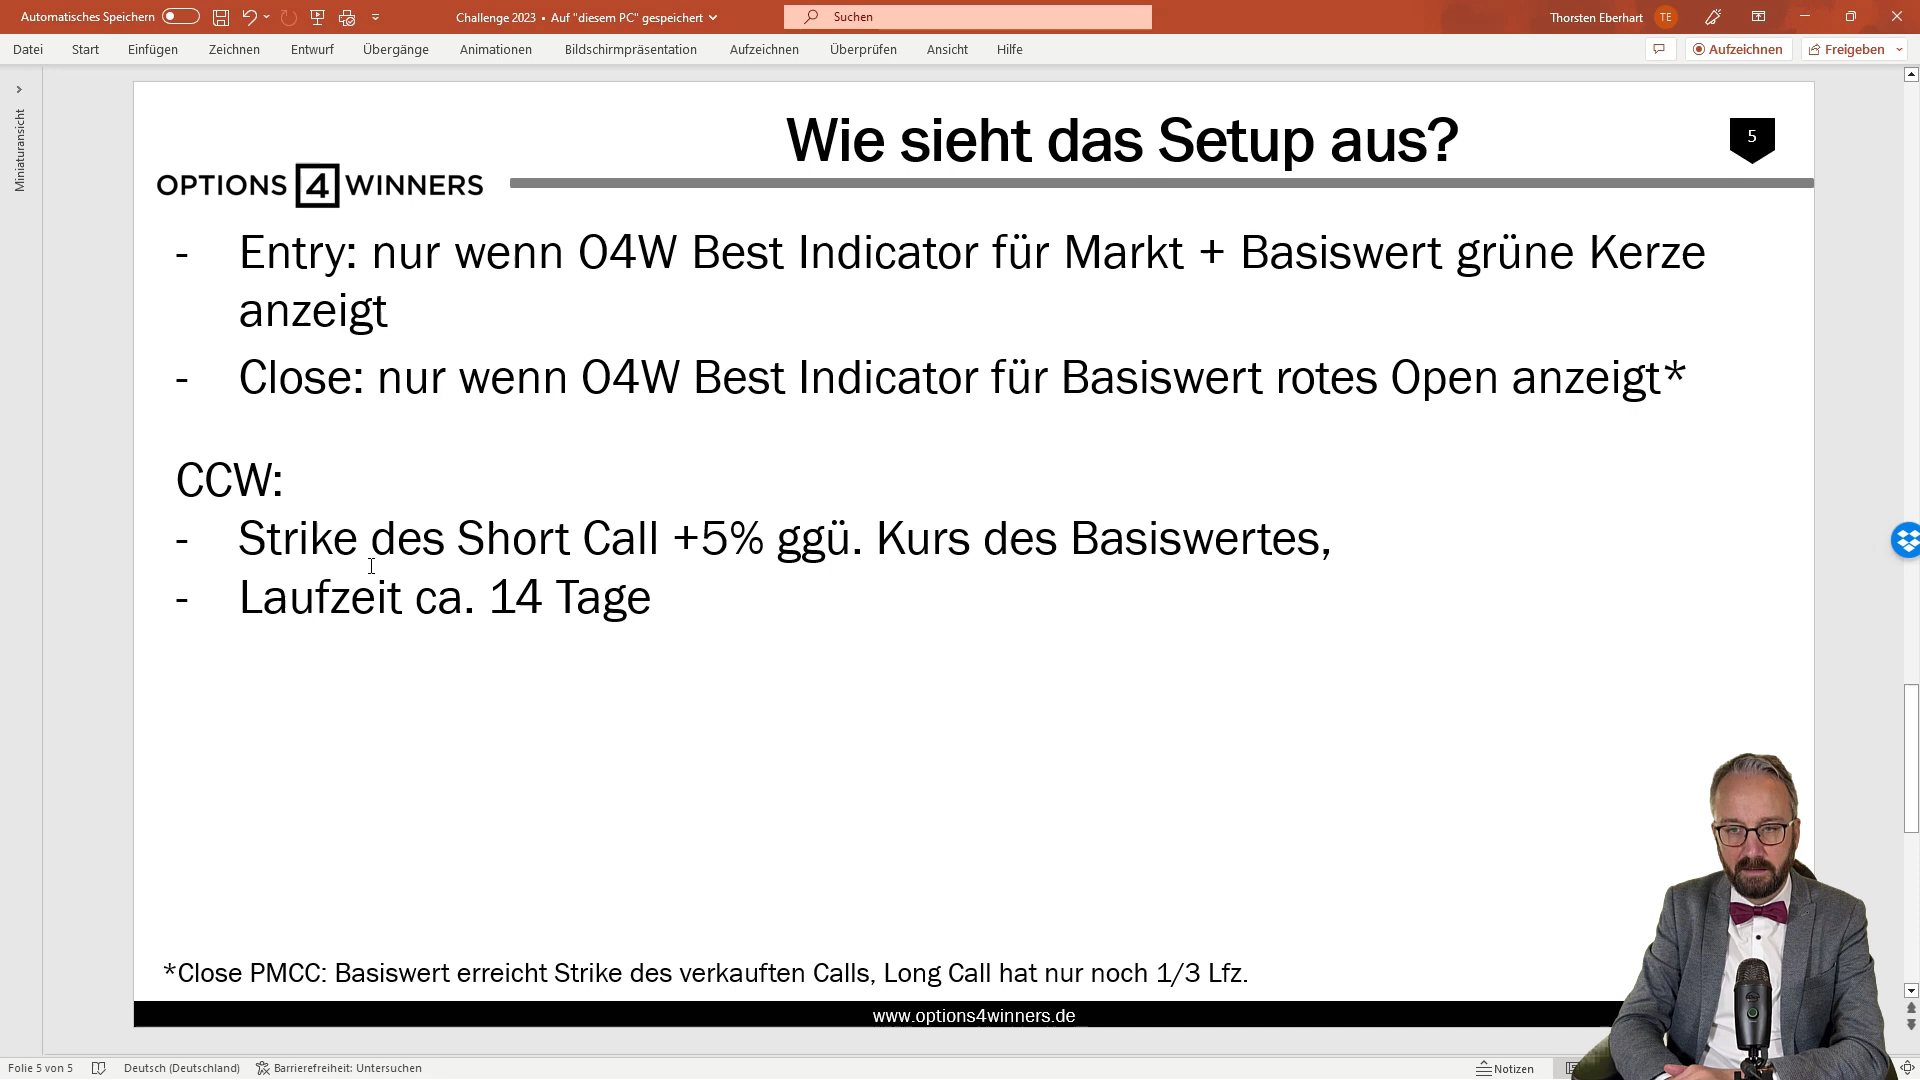 Automatisches Speichern
Challenge 2023 • Auf "diesem PC" gespeichert
Suchen
Thorsten Eberhart TE
Datei Start Einfügen Zeichnen Entwurf Übergänge Animationen Bildschirmpräsentation Aufzeichnen Überprüfen Ansicht Hilfe
Aufzeichnen Freigeben
Miniaturansicht
Wie sieht das Setup aus?
5
OPTIONS 4 WINNERS
- Entry: nur wenn O4W Best Indicator für Markt + Basiswert grüne Kerze
anzeigt
- Close: nur wenn O4W Best Indicator für Basiswert rotes Open anzeigt*
CCW:
- Strike des Short Call +5% ggü. Kurs des Basiswertes,
- Laufzeit ca. 14 Tage
*Close PMCC: Basiswert erreicht Strike des verkauften Calls, Long Call hat nur noch 1/3 Lfz.
www.options4winners.de
Folie 5 von 5 Deutsch (Deutschland) Barrierefreiheit: Untersuchen Notizen